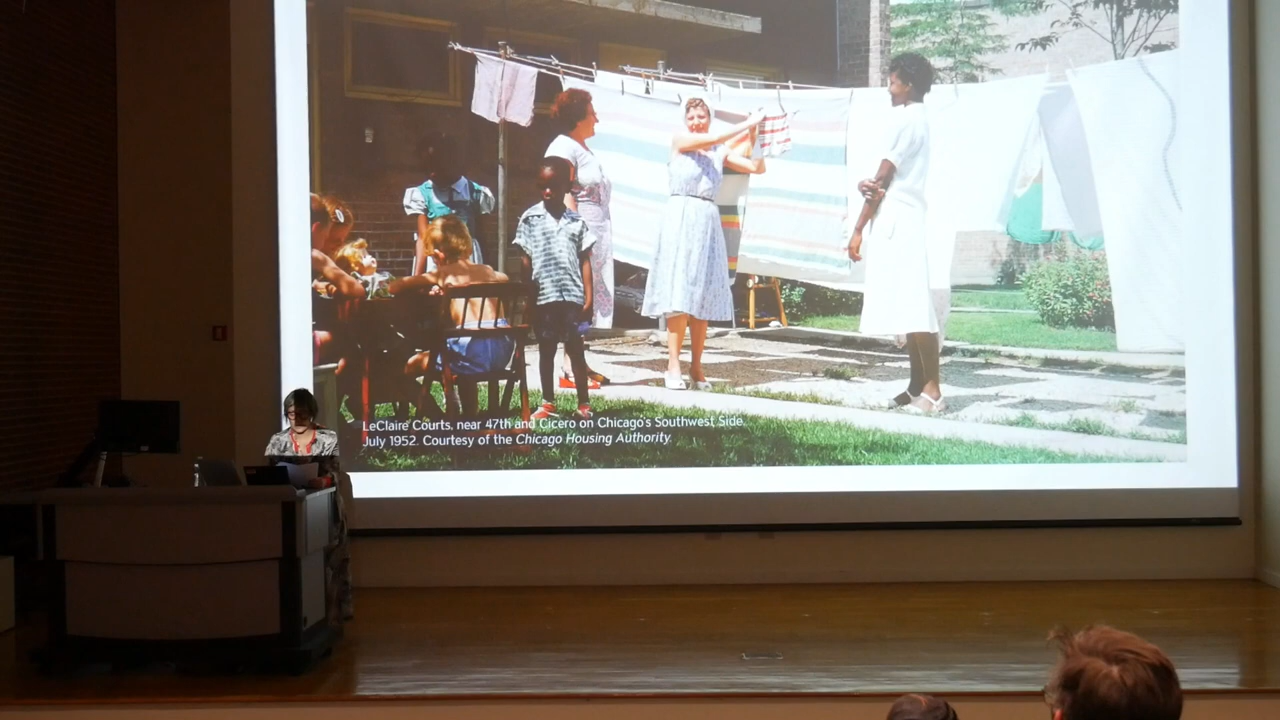 LeClaire Courts, near 47th and Cicero on Chicago's Southwest Side,
July 1952. Courtesy of the Chicago Housing Authority.